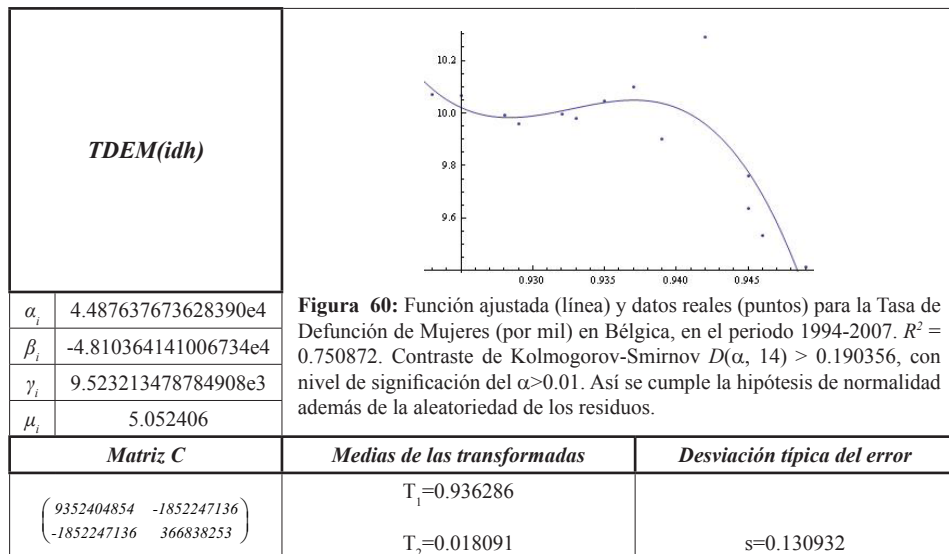 TDEM(idh)
10.2
10.0
9.8
9.6
0.930 0.935 0.940 0.945
α_i 4.487637673628390e4
β_i -4.810364141006734e4
γ_i 9.523213478784908e3
μ_i 5.052406
Figura 60: Función ajustada (línea) y datos reales (puntos) para la Tasa de
Defunción de Mujeres (por mil) en Bélgica, en el periodo 1994-2007. R² =
0.750872. Contraste de Kolmogorov-Smirnov D(α, 14) > 0.190356, con
nivel de significación del α>0.01. Así se cumple la hipótesis de normalidad
además de la aleatoriedad de los residuos.
Matriz C Medias de las transformadas Desviación típica del error
9352404854 -1852247136
-1852247136 366838253
T₁=0.936286
T₂=0.018091
s=0.130932